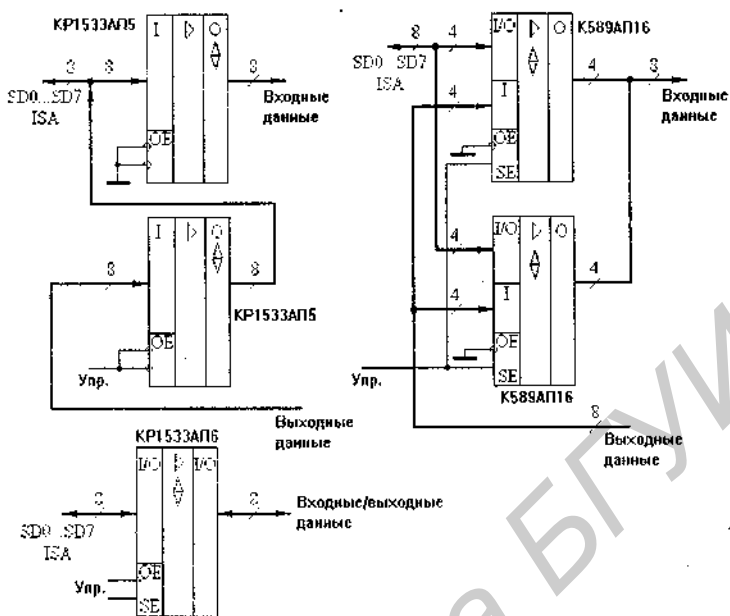 КР1533АП5
I
▷
O
8
8
8
SD0...SD7
ISA
OE
Входные
данные
I
▷
O
8
8
OE
КР1533АП5
Упр.
Выходные
данные
К589АП16
I/O
▷
O
8
4
SD0...SD7
ISA
4
I
4
8
OE
SE
Входные
данные
I/O
▷
O
4
4
I
4
OE
SE
Упр.
К589АП16
8
Выходные
данные
КР1533АП6
I/O
▷
I/O
8
8
SD0...SD7
ISA
Входные/выходные
данные
OE
SE
Упр.
а БГУИ